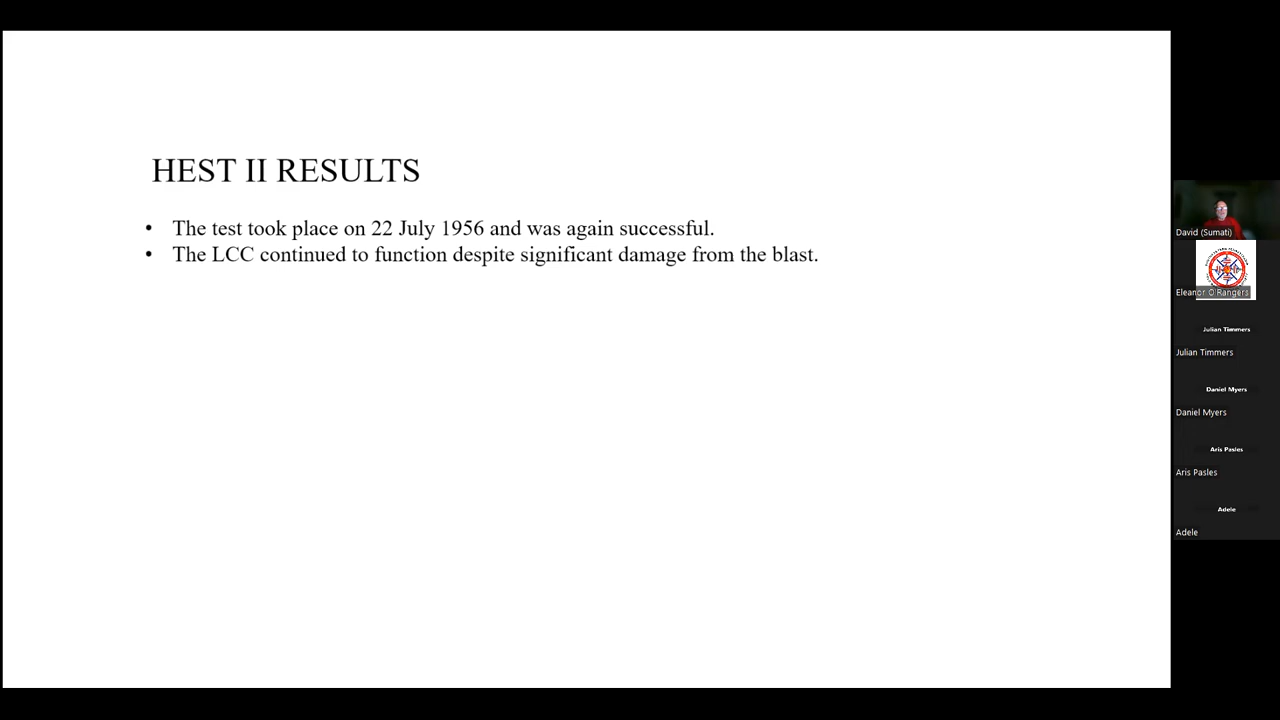 HEST II RESULTS
• The test took place on 22 July 1956 and was again successful.
• The LCC continued to function despite significant damage from the blast.
David (Sumati)
Eleanor O'Rangers
Julian Timmers
Julian Timmers
Daniel Myers
Daniel Myers
Aris Pasles
Aris Pasles
Adele
Adele